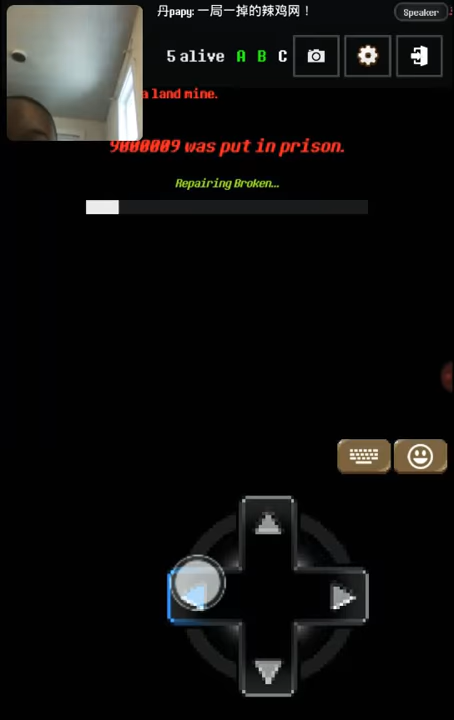 丹papy: 一局一掉的辣鸡网！
Speaker
5 alive A B C
a land mine.
9000009 was put in prison.
Repairing Broken...